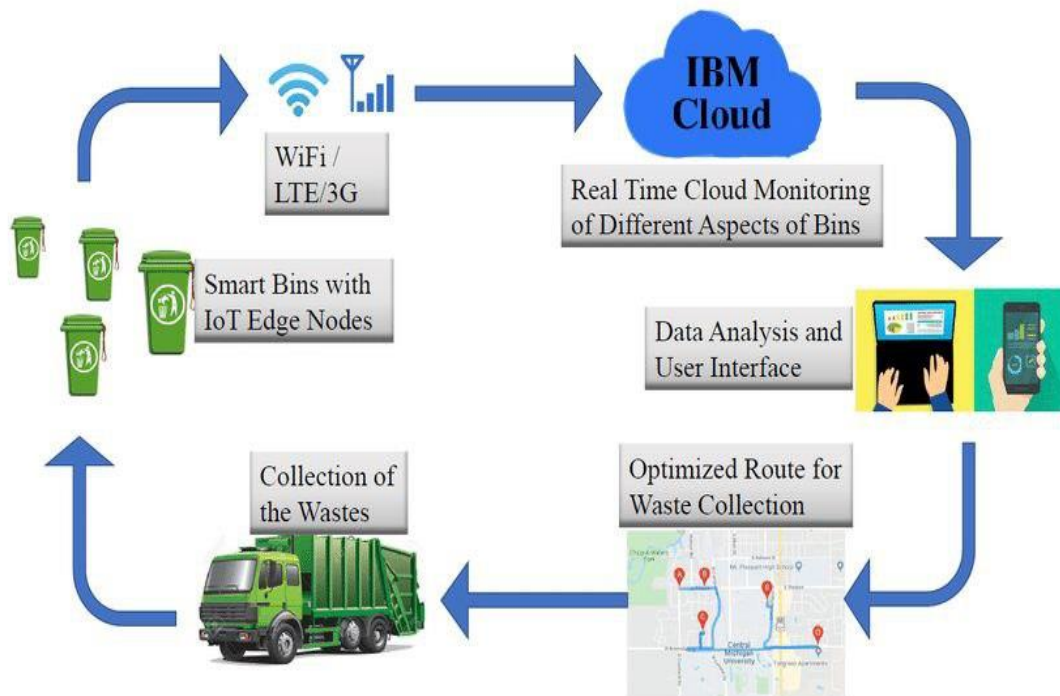 IBM
Cloud
WiFi /
LTE/3G
Real Time Cloud Monitoring
of Different Aspects of Bins
Smart Bins with
IoT Edge Nodes
Data Analysis and
User Interface
Collection of
the Wastes
Optimized Route for
Waste Collection
A
B
C
D
Central
Michigan
University